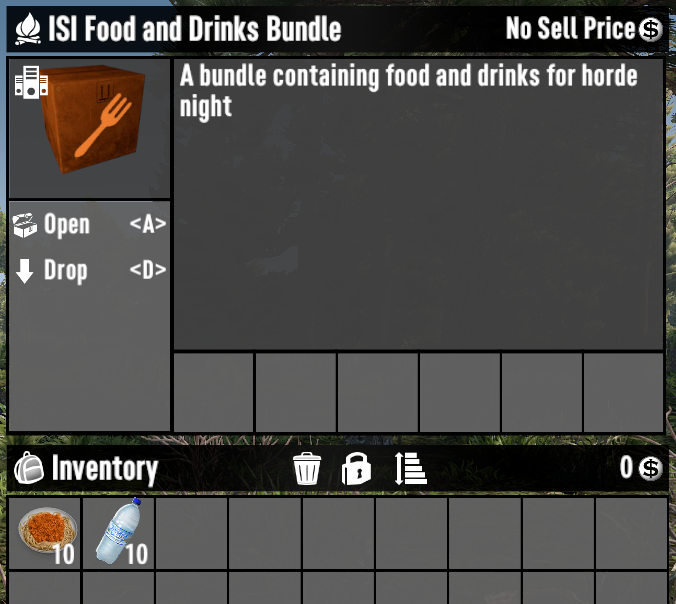 ISI Food and Drinks Bundle
No Sell Price
A bundle containing food and drinks for horde
night
Open <A>
Drop <D>
Inventory
0
10
10